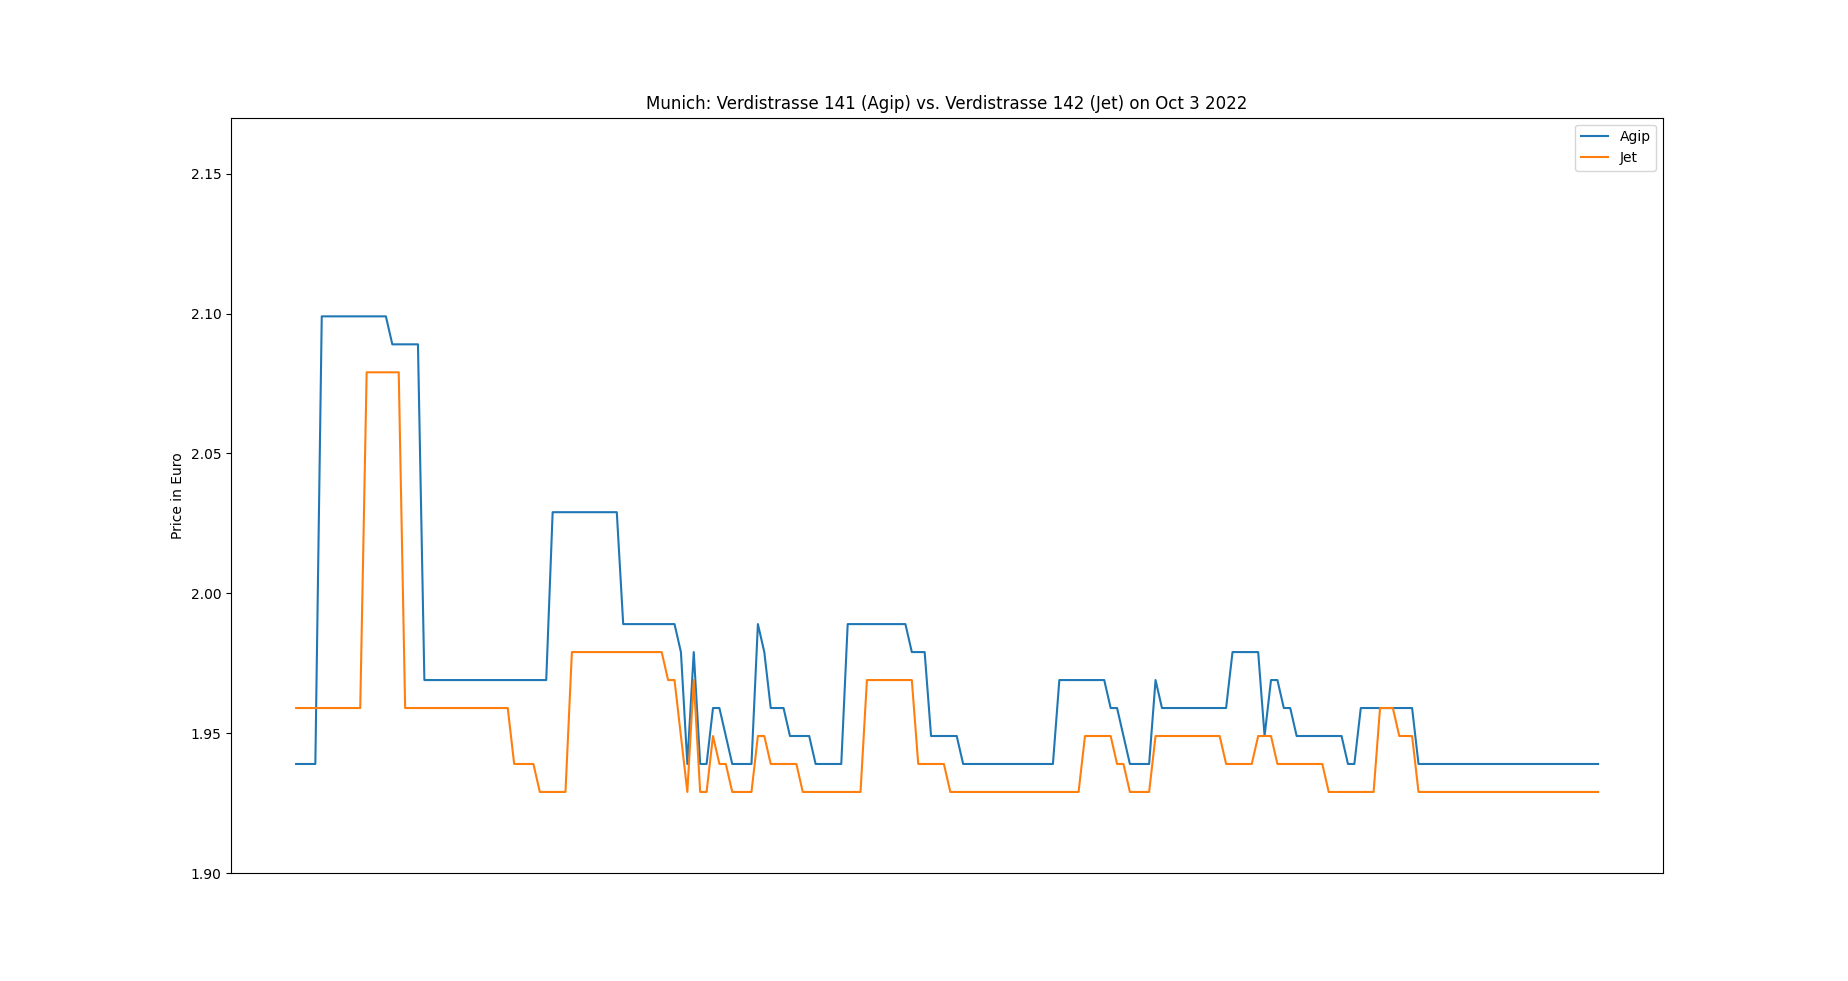 Munich: Verdistrasse 141 (Agip) vs. Verdistrasse 142 (Jet) on Oct 3 2022
Agip
Jet
2.15
2.10
2.05
2.00
1.95
1.90
Price in Euro